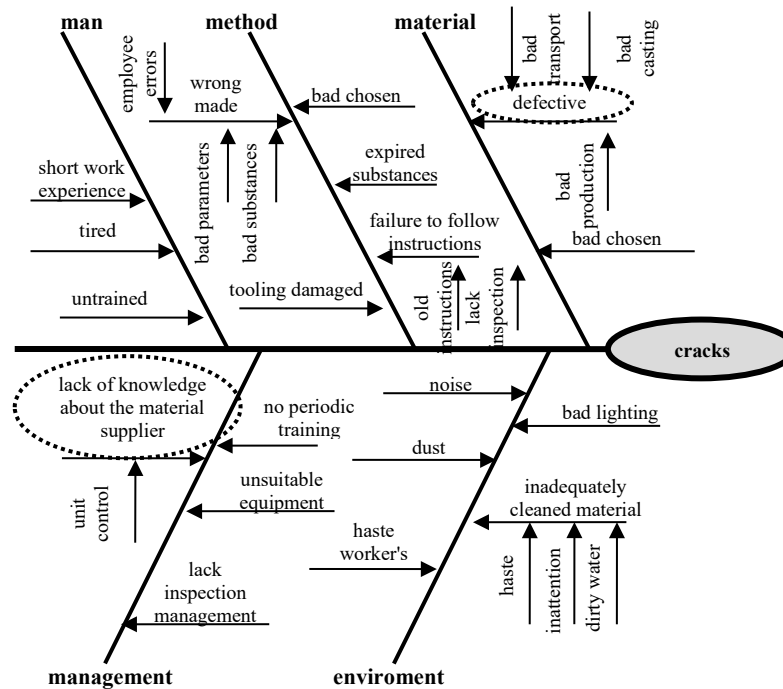 man
method
material
employee
errors
wrong
made
bad parameters
bad substances
bad chosen
expired
substances
failure to follow
instructions
old
instructions
lack
inspection
tooling damaged
short work
experience
tired
untrained
bad
transport
bad
casting
defective
bad
production
bad chosen
cracks
lack of knowledge
about the material
supplier
unit
control
no periodic
training
unsuitable
equipment
lack
inspection
management
management
noise
bad lighting
dust
inadequately
cleaned material
haste
inattention
dirty water
haste
worker's
enviroment